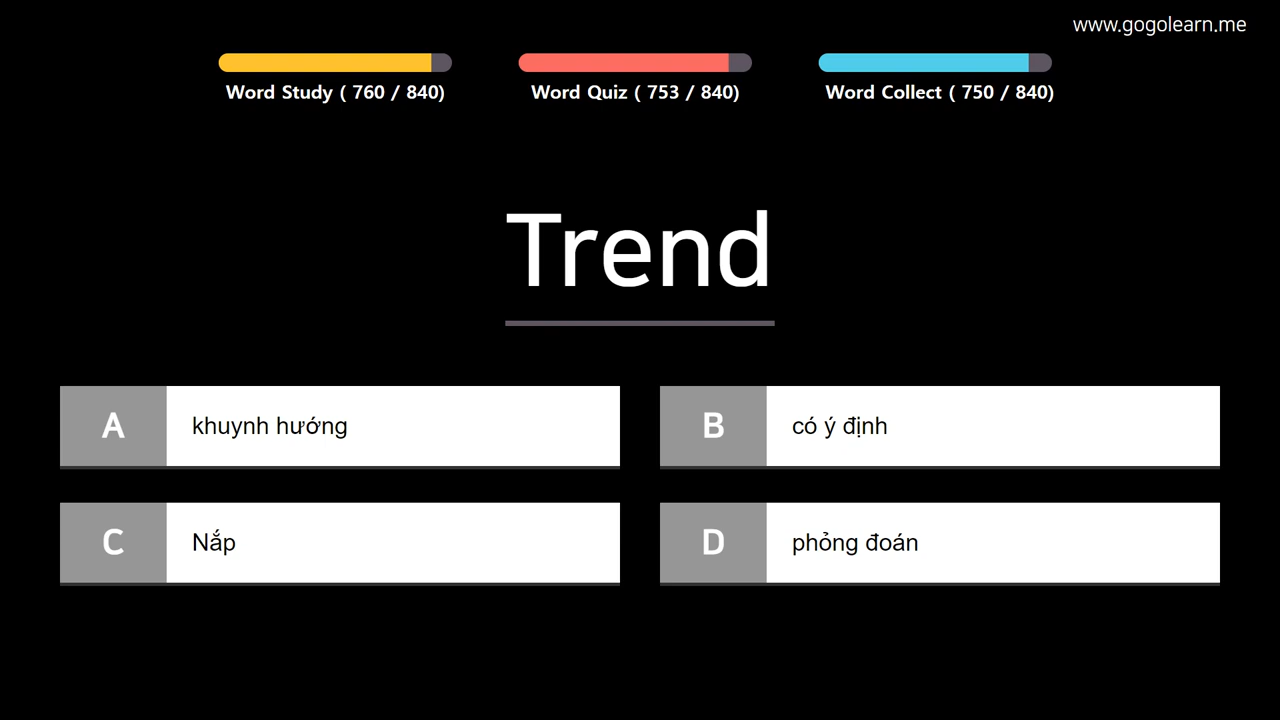 www.gogolearn.me
Word Study ( 760 / 840)
Word Quiz ( 753 / 840)
Word Collect ( 750 / 840)
Trend
A khuynh hướng
B có ý định
C Nắp
D phỏng đoán